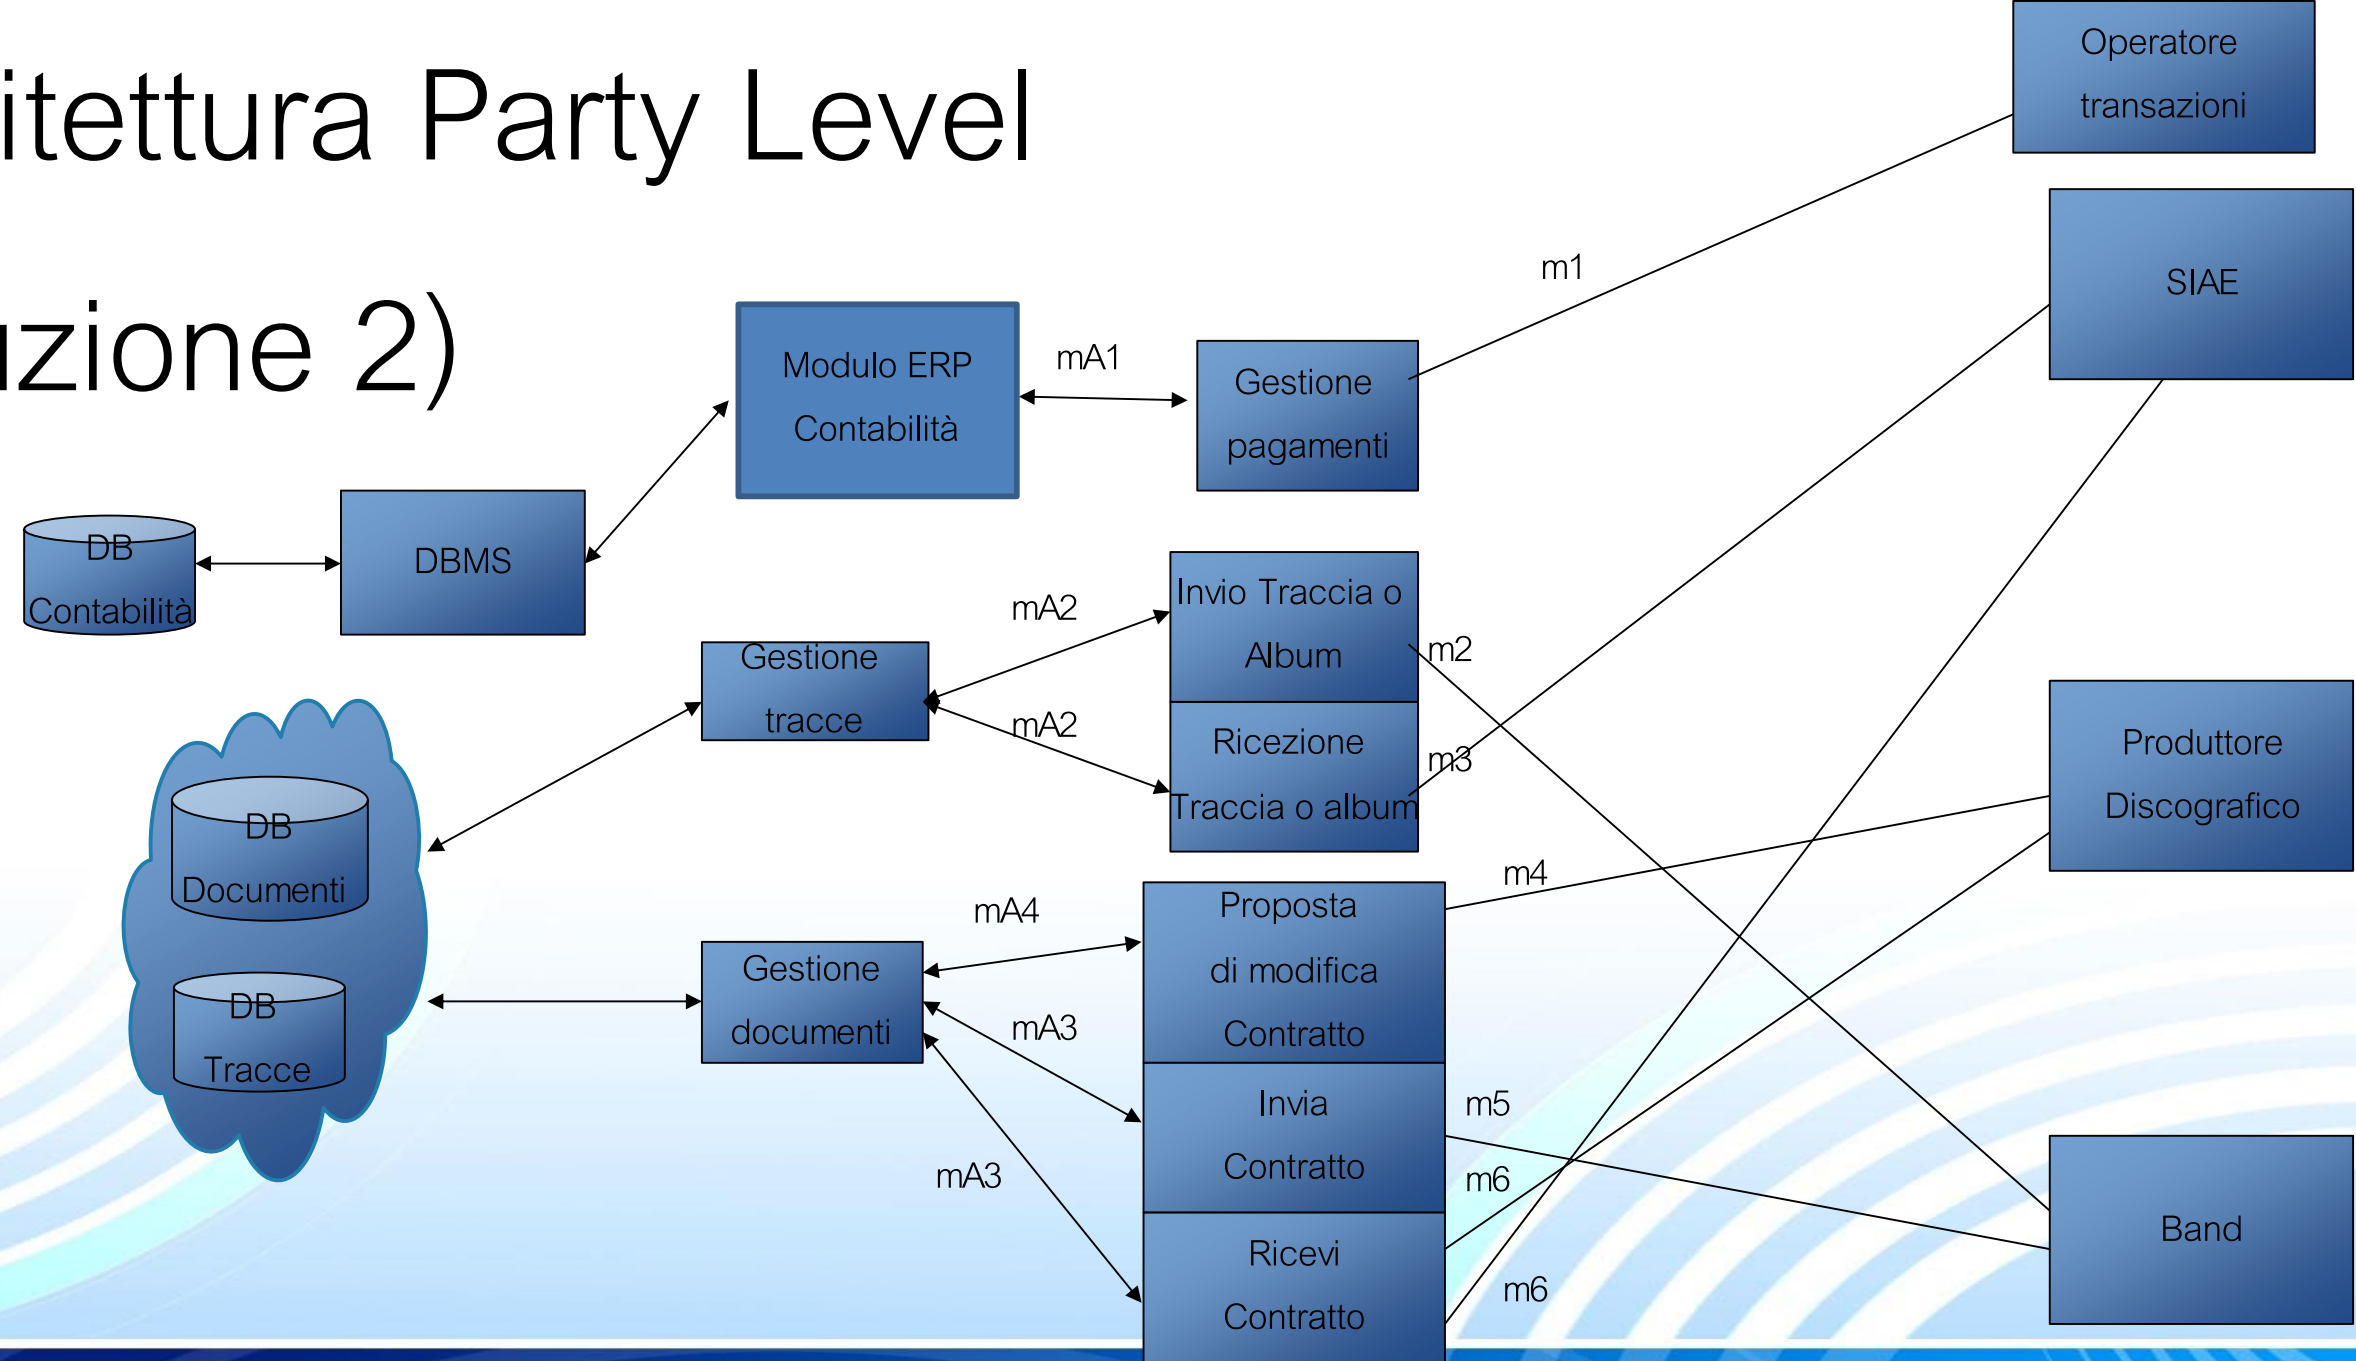 itettura Party Level
uzione 2)
Operatore
transazioni
SIAE
m1
Modulo ERP
Contabilità
mA1
Gestione
pagamenti
DB
Contabilità
DBMS
Invio Traccia o
Album
mA2
m2
Gestione
tracce
mA2
Ricezione
Traccia o album
m3
Produttore
Discografico
DB
Documenti
m4
mA4
Proposta
di modifica
Contratto
Gestione
documenti
mA3
DB
Tracce
Invia
Contratto
m5
mA3
m6
Band
Ricevi
Contratto
m6